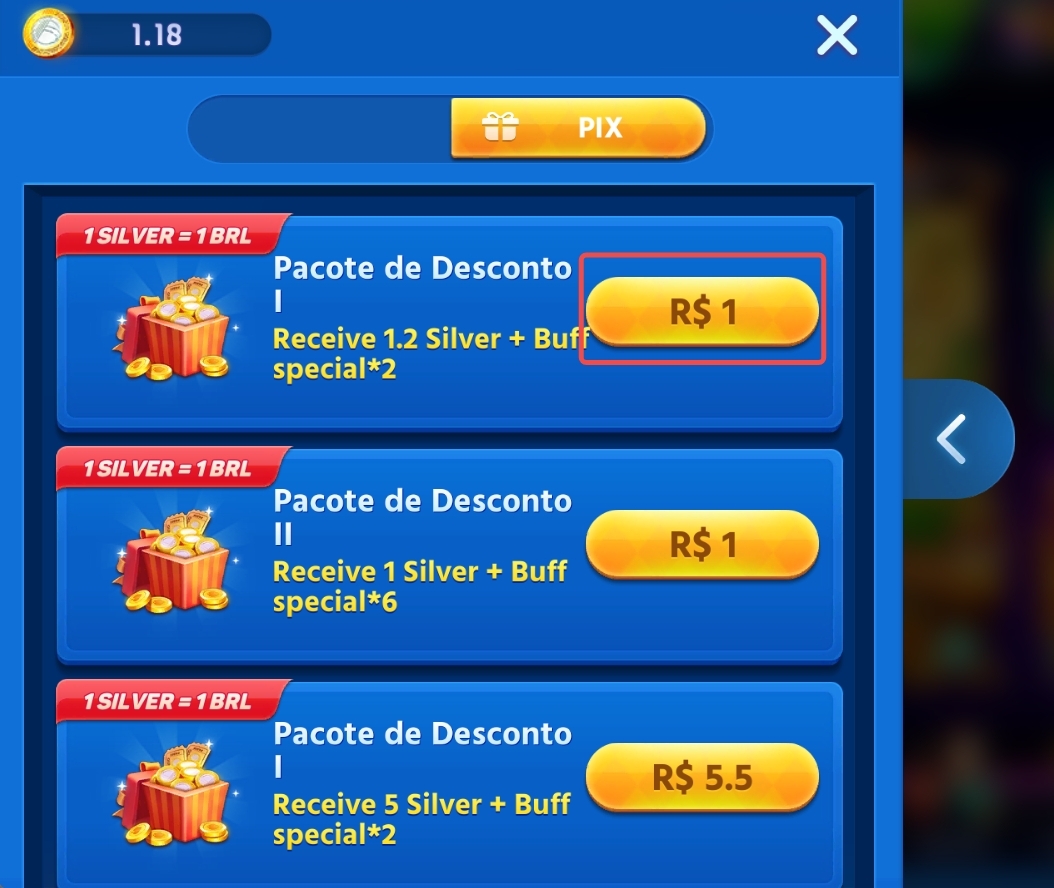 1.18
PIX
1 SILVER = 1 BRL
Pacote de Desconto
I
Receive 1.2 Silver + Buff
special*2
R$ 1
1 SILVER = 1 BRL
Pacote de Desconto
II
Receive 1 Silver + Buff
special*6
R$ 1
1 SILVER = 1 BRL
Pacote de Desconto
I
Receive 5 Silver + Buff
special*2
R$ 5.5